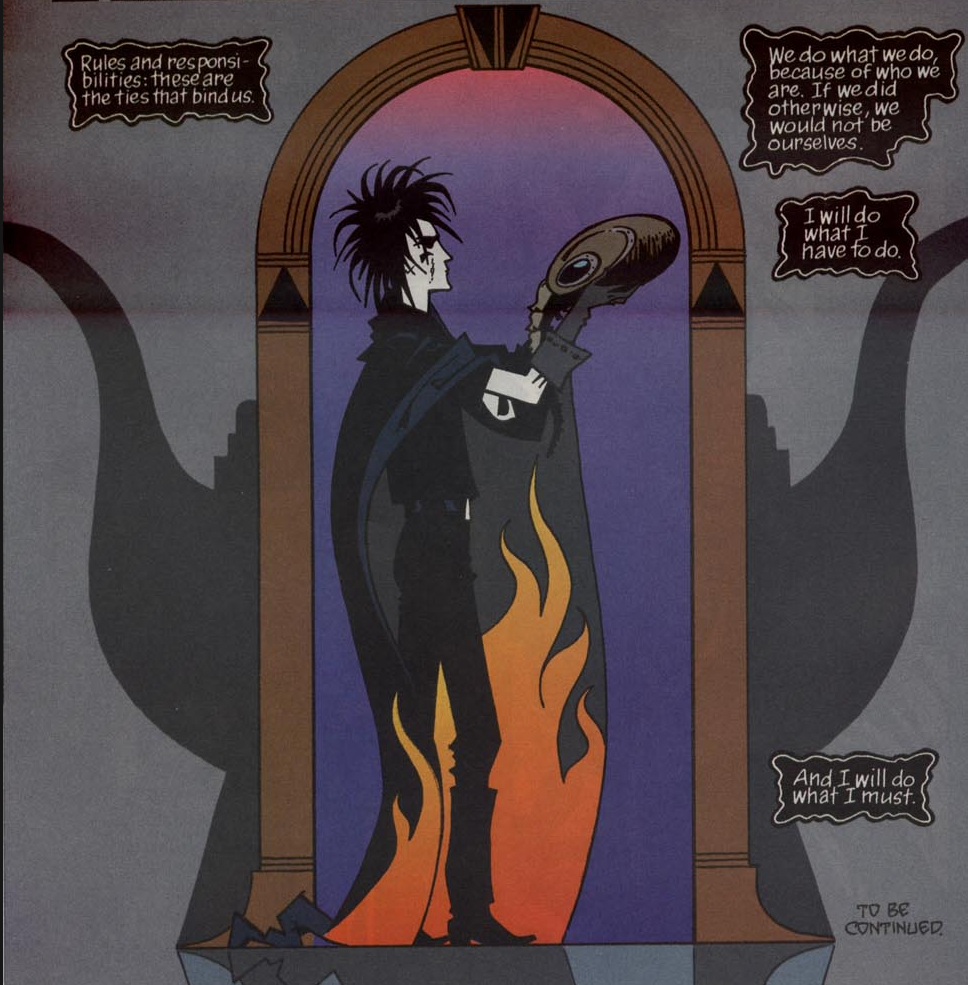 Rules and responsi-
bilities: these are
the ties that bind us.
We do what we do,
because of who we
are. If we did
otherwise, we
would not be
ourselves.
I will do
what I
have to do.
And I will do
what I must.
TO BE
CONTINUED.